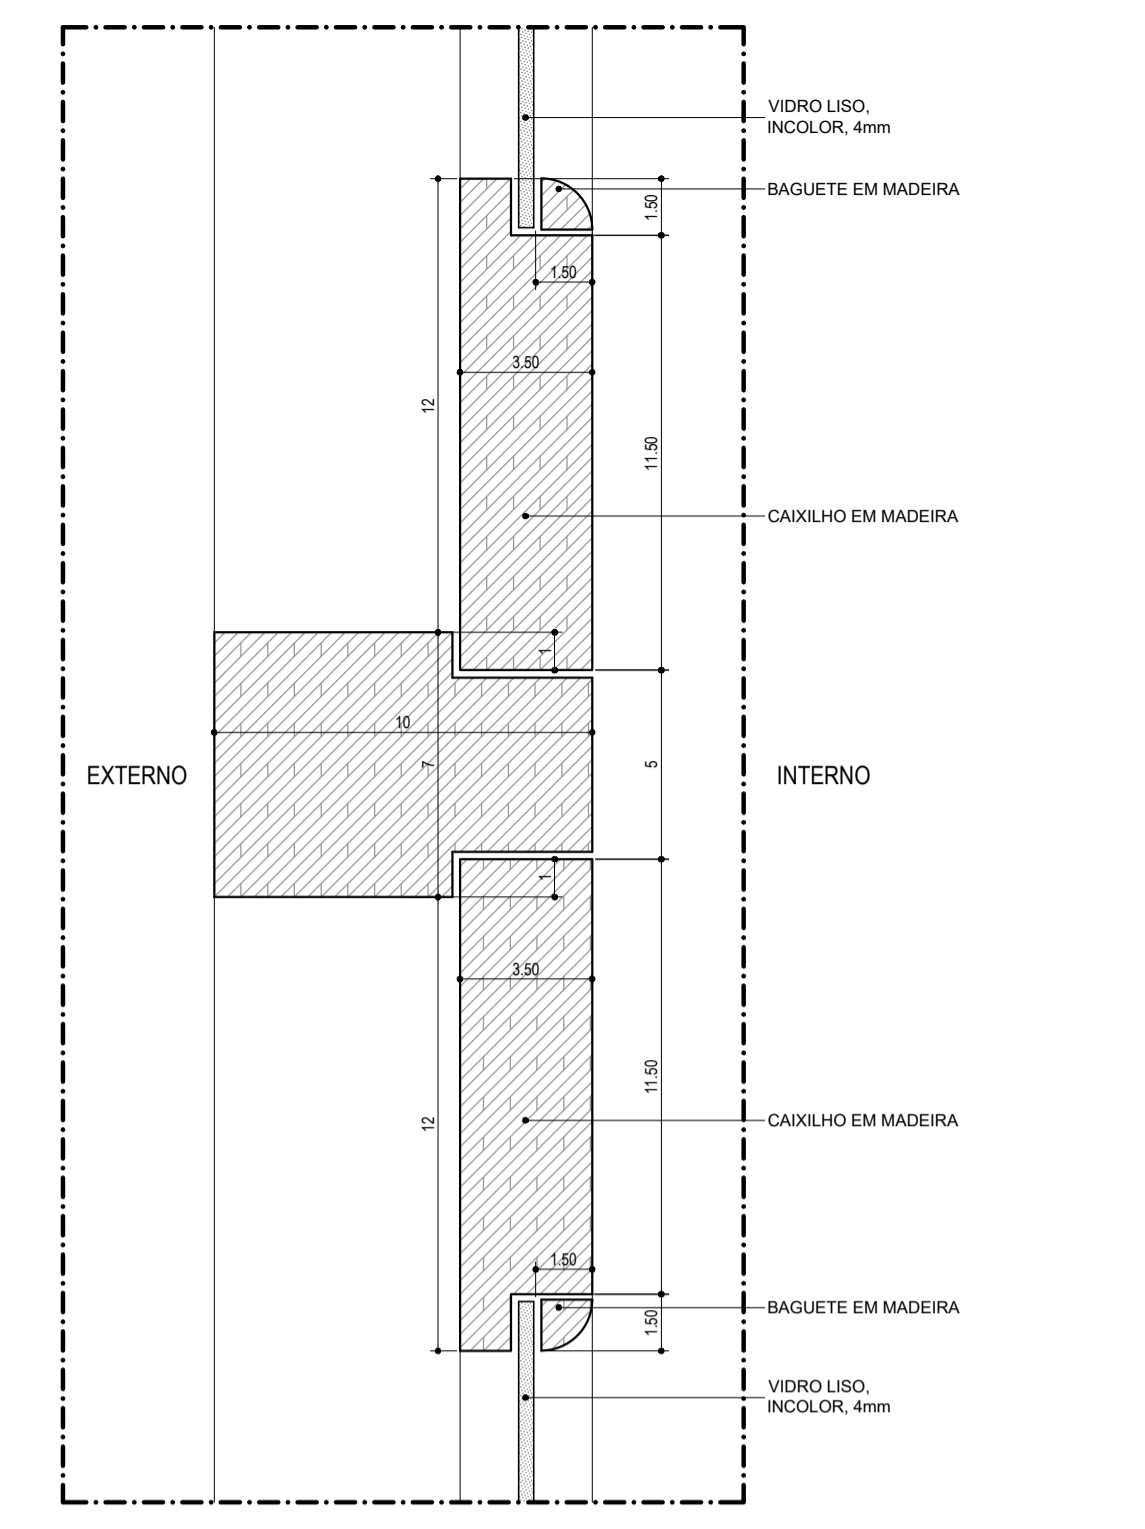 VIDRO LISO,
INCOLOR, 4mm
BAGUETE EM MADEIRA
1.50
1.50
3.50
12
11.50
CAIXILHO EM MADEIRA
1
10
7
5
EXTERNO
INTERNO
1
3.50
11.50
12
CAIXILHO EM MADEIRA
1.50
BAGUETE EM MADEIRA
1.50
VIDRO LISO,
INCOLOR, 4mm